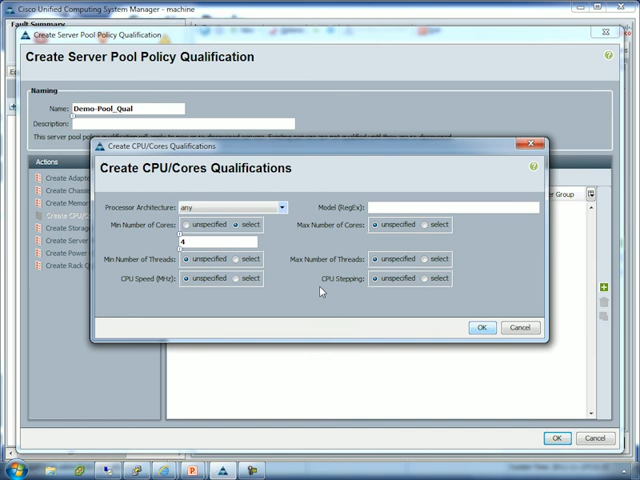 Cisco Unified Computing System Manager - machine
Fault Summary
Create Server Pool Policy Qualification
Create Server Pool Policy Qualification
Naming
Name: Demo-Pool_Qual
Description:
Actions
Create CPU/Cores Qualifications
Create CPU/Cores Qualifications
Create Adapte
Create Chassi
Create Memor
Create CPU/C
Create Storag
Create Server
Create Power
Create Rack Q
er Group
Processor Architecture: any
Model (RegEx):
Min Number of Cores: unspecified select
Max Number of Cores: unspecified select
4
Min Number of Threads: unspecified select
Max Number of Threads: unspecified select
CPU Speed (MHz): unspecified select
CPU Stepping: unspecified select
OK Cancel
OK Cancel